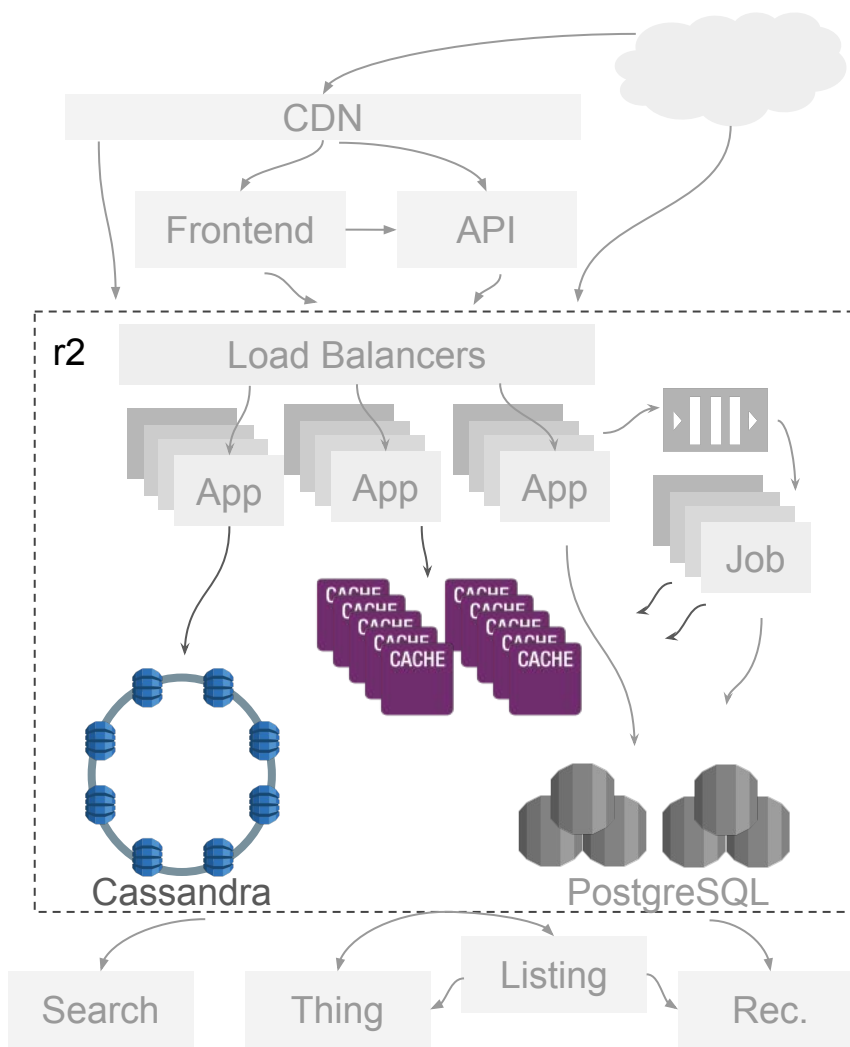 CDN
Frontend
API
r2
Load Balancers
App
App
App
Job
CACHE
CACHE
CACHE
CACHE
CACHE
CACHE
CACHE
CACHE
CACHE
CACHE
Cassandra
PostgreSQL
Search
Thing
Listing
Rec.